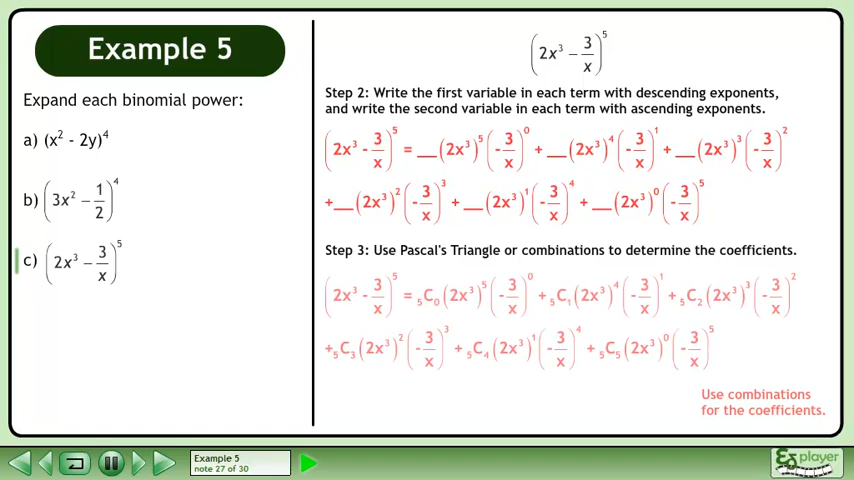 Example 5
Expand each binomial power:
a) (x² - 2y)⁴
b) (3x² − 1/2)⁴
c) (2x³ − 3/x)⁵
(2x³ − 3/x)⁵
Step 2: Write the first variable in each term with descending exponents,
and write the second variable in each term with ascending exponents.
(2x³ - 3/x)⁵ = __(2x³)⁵(-3/x)⁰ + __(2x³)⁴(-3/x)¹ + __(2x³)³(-3/x)²
+__(2x³)²(-3/x)³ + __(2x³)¹(-3/x)⁴ + __(2x³)⁰(-3/x)⁵
Step 3: Use Pascal's Triangle or combinations to determine the coefficients.
(2x³ - 3/x)⁵ = ₅C₀(2x³)⁵(-3/x)⁰ + ₅C₁(2x³)⁴(-3/x)¹ + ₅C₂(2x³)³(-3/x)²
+₅C₃(2x³)²(-3/x)³ + ₅C₄(2x³)¹(-3/x)⁴ + ₅C₅(2x³)⁰(-3/x)⁵
Use combinations
for the coefficients.
Example 5
note 27 of 30
player